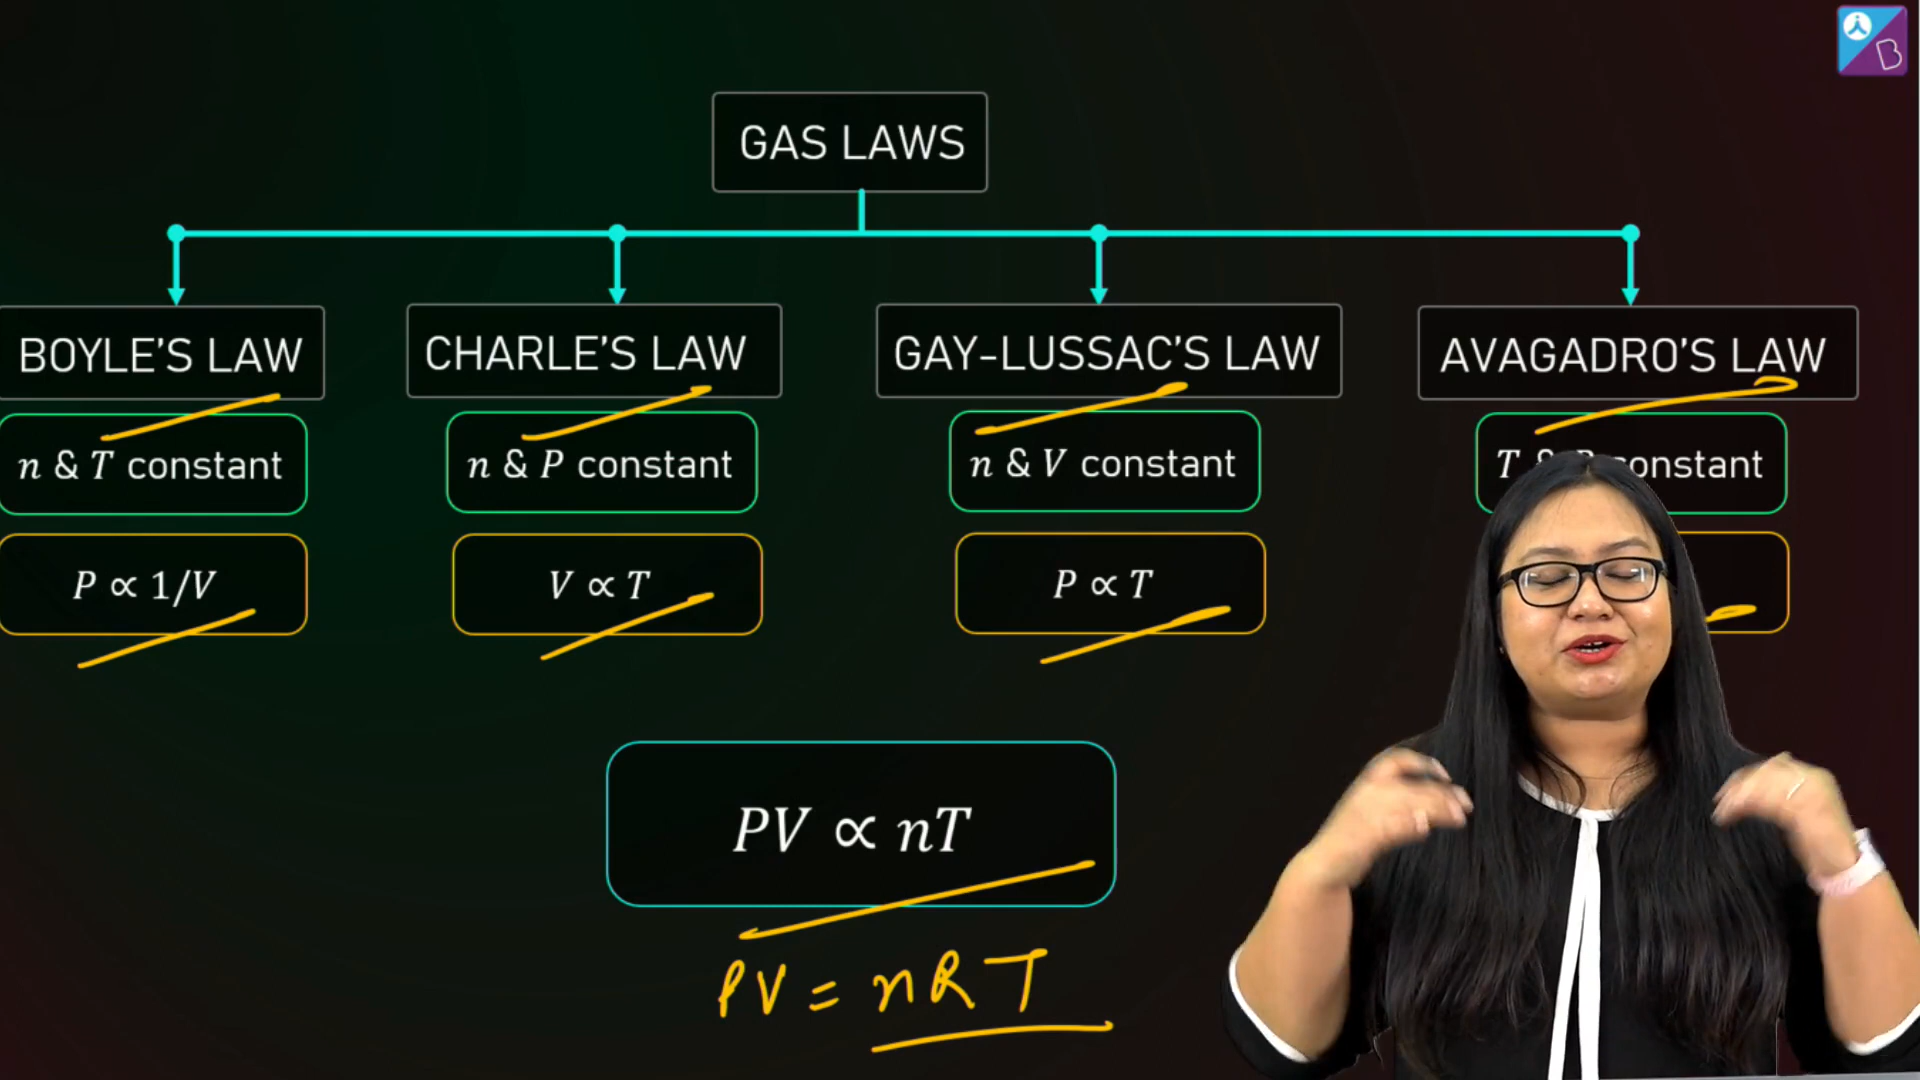 GAS LAWS
BOYLE'S LAW
CHARLE'S LAW
GAY-LUSSAC'S LAW
AVAGADRO'S LAW
n & T constant
n & P constant
n & V constant
T & constant
P ∝ 1/V
V ∝ T
P ∝ T
PV ∝ nT
PV = nRT
B